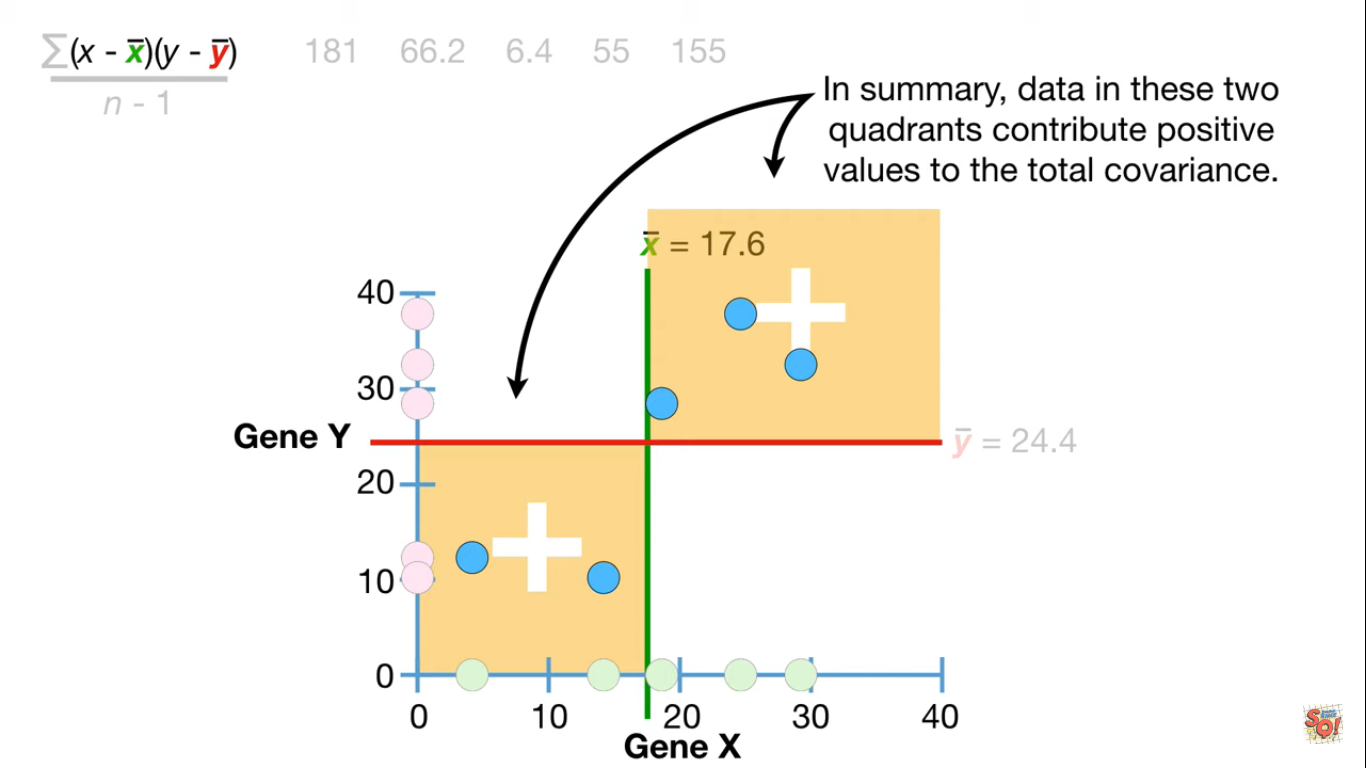 ∑(x - x̅)(y - y̅) 181 66.2 6.4 55 155
n - 1
In summary, data in these two
quadrants contribute positive
values to the total covariance.
x̅ = 17.6
40
30
Gene Y
y̅ = 24.4
20
10
0
0 10 20 30 40
Gene X
SQ!